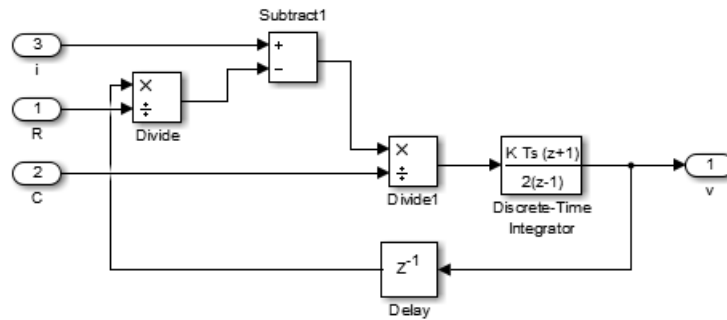 Subtract1
3
i
+
−
×
÷
Divide
1
R
2
C
×
÷
Divide1
K Ts (z+1)
2(z-1)
Discrete-Time
Integrator
1
v
z-1
Delay